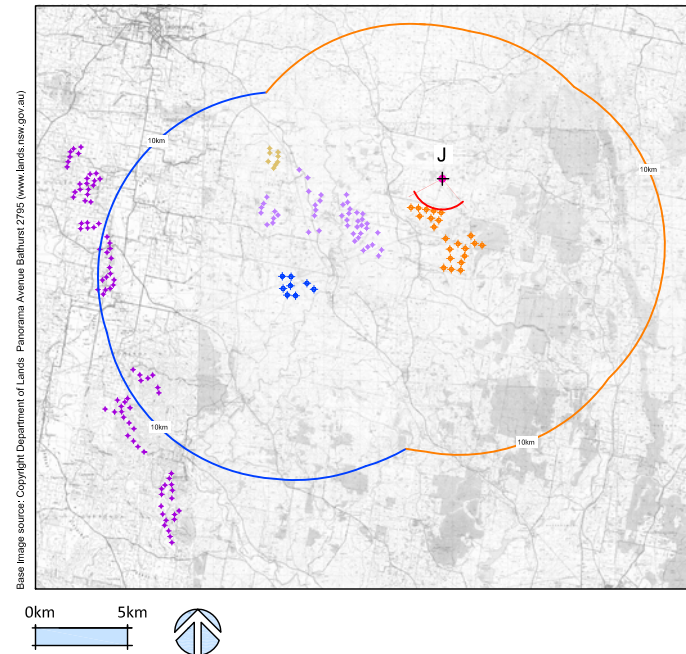 J
10km
10km
10km
10km
Base Image source: Copyright Department of Lands Panorama Avenue Bathurst 2795 (www.lands.nsw.gov.au)
0km 5km